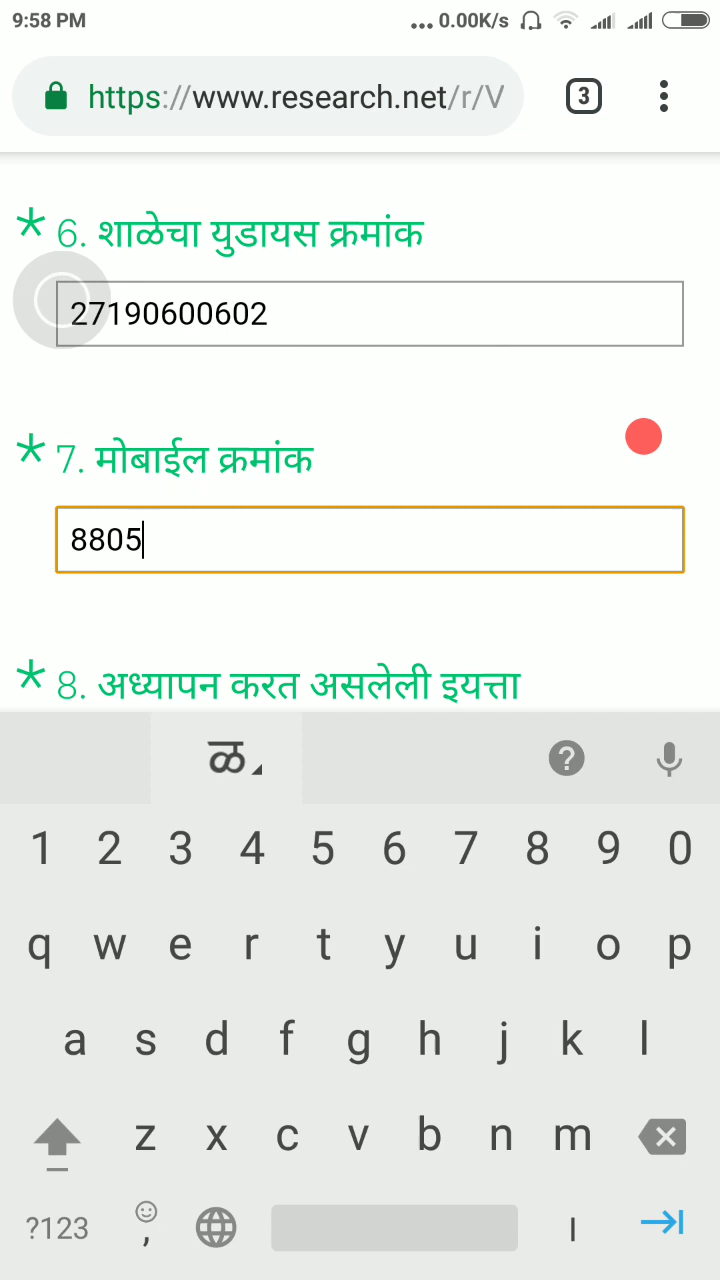 9:58 PM ... 0.00K/s
https://www.research.net/r/V 3
* 6. शाळेचा युडायस क्रमांक
27190600602
* 7. मोबाईल क्रमांक
8805
* 8. अध्यापन करत असलेली इयत्ता
ळ ?
1 2 3 4 5 6 7 8 9 0
q w e r t y u i o p
a s d f g h j k l
z x c v b n m
?123 , ।